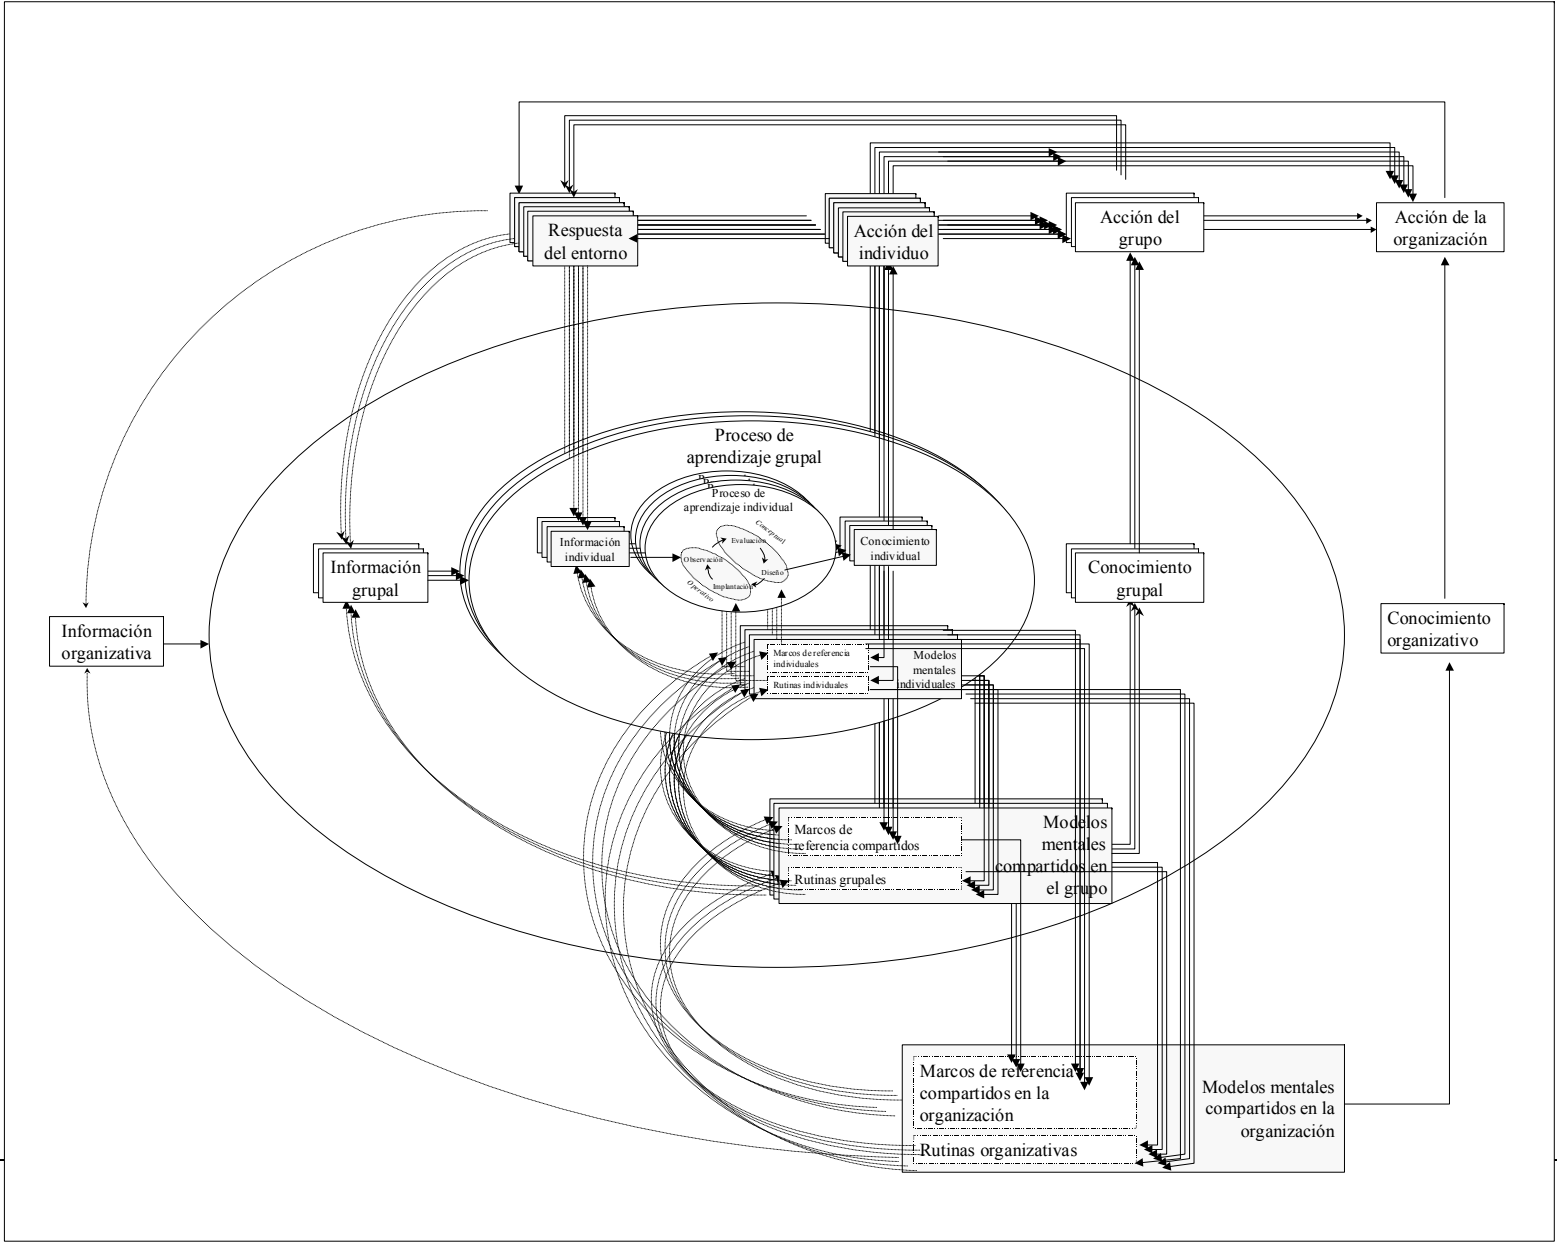 Respuesta
del entorno
Acción del
individuo
Acción del
grupo
Acción de la
organización
Proceso de
aprendizaje grupal
Proceso de
aprendizaje individual
Conceptual
Evaluación
Observación
Diseño
Implantación
Operativo
Información
individual
Conocimiento
individual
Información
grupal
Conocimiento
grupal
Información
organizativa
Conocimiento
organizativo
Marcos de referencia
individuales
Rutinas individuales
Modelos
mentales
individuales
Marcos de
referencia compartidos
Rutinas grupales
Modelos
mentales
compartidos en
el grupo
Marcos de referencia
compartidos en la
organización
Rutinas organizativas
Modelos mentales
compartidos en la
organización